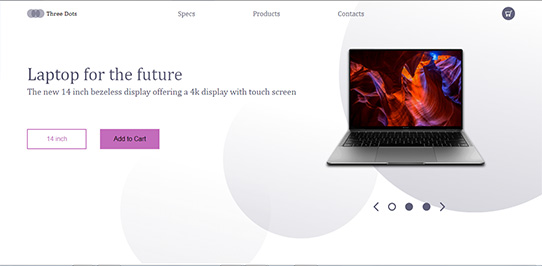 Three Dots
Specs
Products
Contacts
Laptop for the future
The new 14 inch bezeless display offering a 4k display with touch screen
14 inch
Add to Cart